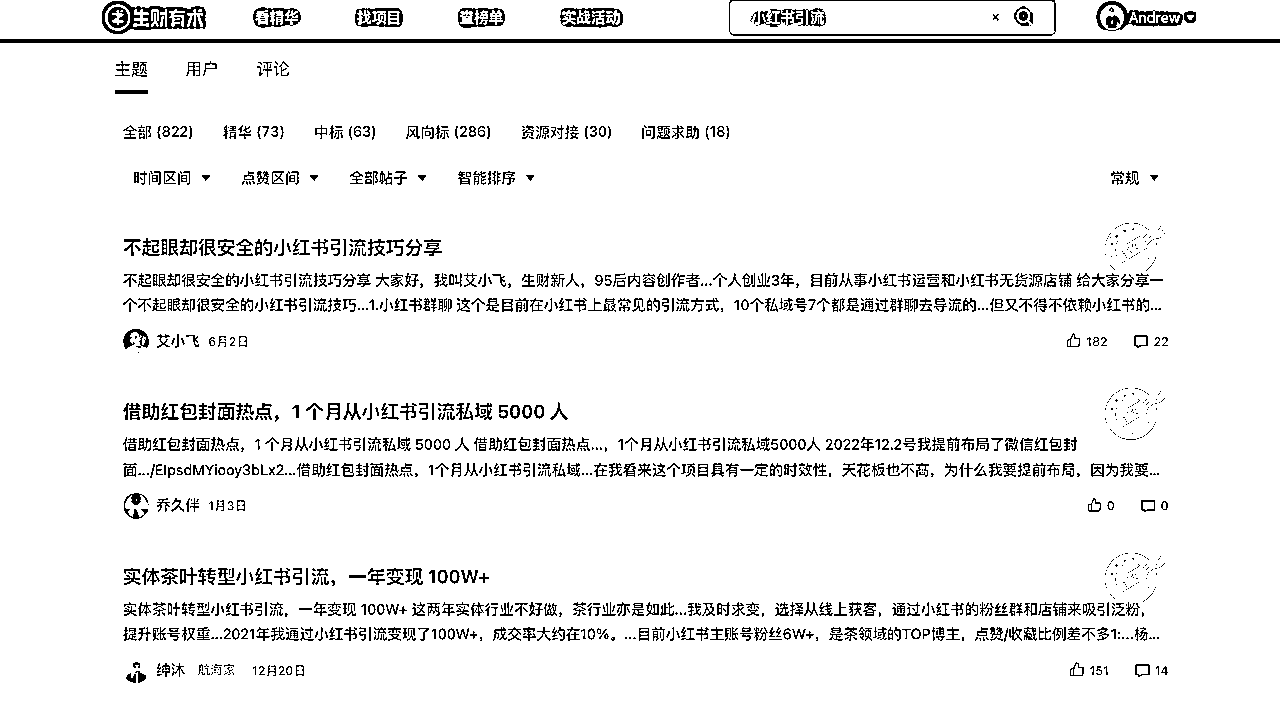 生财有术 看精华 找项目 查榜单 实战活动 小红书引流 × Andrew
主题 用户 评论
全部 (822) 精华 (73) 中标 (63) 风向标 (286) 资源对接 (30) 问题求助 (18)
时间区间 点赞区间 全部帖子 智能排序 常规
不起眼却很安全的小红书引流技巧分享
不起眼却很安全的小红书引流技巧分享 大家好，我叫艾小飞，生财新人，95后内容创作者...个人创业3年，目前从事小红书运营和小红书无货源店铺 给大家分享一
个不起眼却很安全的小红书引流技巧...1.小红书群聊 这个是目前在小红书上最常见的引流方式，10个私域号7个都是通过群聊去导流的...但又不得不依赖小红书的...
艾小飞 6月2日 182 22
借助红包封面热点，1 个月从小红书引流私域 5000 人
借助红包封面热点，1 个月从小红书引流私域 5000 人 借助红包封面热点...，1个月从小红书引流私域5000人 2022年12.2号我提前布局了微信红包封
面.../EIpsdMYiooy3bLx2...借助红包封面热点，1个月从小红书引流私域...在我看来这个项目具有一定的时效性，天花板也不高，为什么我要提前布局，因为我要...
乔久伴 1月3日 0 0
实体茶叶转型小红书引流，一年变现 100W+
实体茶叶转型小红书引流，一年变现 100W+ 这两年实体行业不好做，茶行业亦是如此...我及时求变，选择从线上获客，通过小红书的粉丝群和店铺来吸引泛粉，
提升账号权重...2021年我通过小红书引流变现了100W+，成交率大约在10%。...目前小红书主账号粉丝6W+，是茶领域的TOP博主，点赞/收藏比例差不多1:...杨...
绅沐 航海家 12月20日 151 14